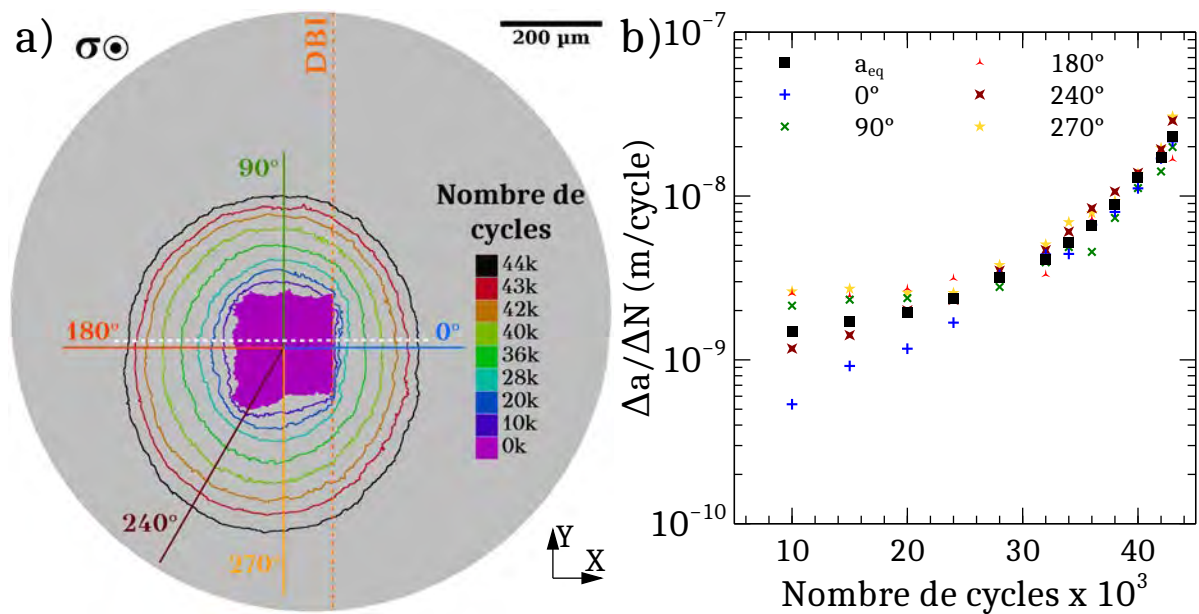 a)
σ
DBI
200 µm
90°
Nombre de
cycles
44k
43k
42k
40k
36k
28k
20k
10k
0k
180°
0°
240°
270°
Y
X
b)
10⁻⁷
a_eq
180°
0°
240°
90°
270°
10⁻⁸
10⁻⁹
10⁻¹⁰
Δa/ΔN (m/cycle)
10 20 30 40
Nombre de cycles x 10³